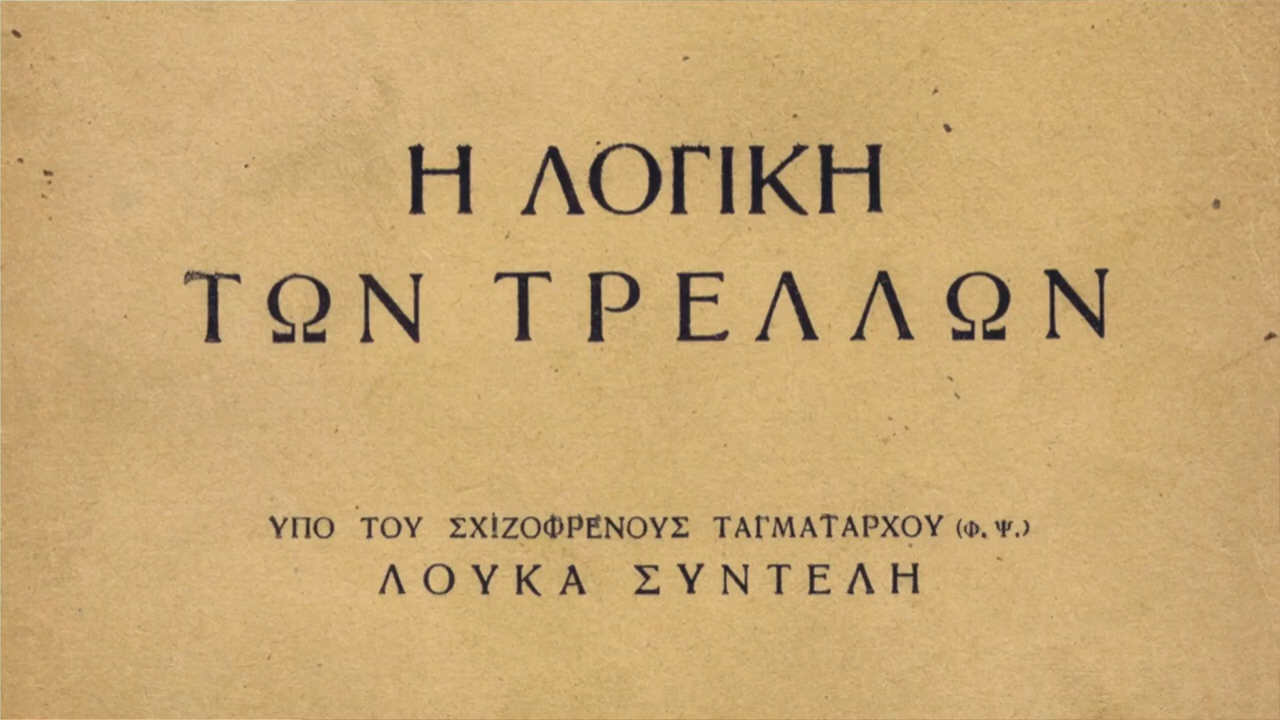 Η ΛΟΓΙΚΗ
ΤΩΝ ΤΡΕΛΛΩΝ
ΥΠΟ ΤΟΥ ΣΧΙΖΟΦΡΕΝΟΥΣ ΤΑΓΜΑΤΑΡΧΟΥ (Φ. Ψ.)
ΛΟΥΚΑ ΣΥΝΤΕΛΗ